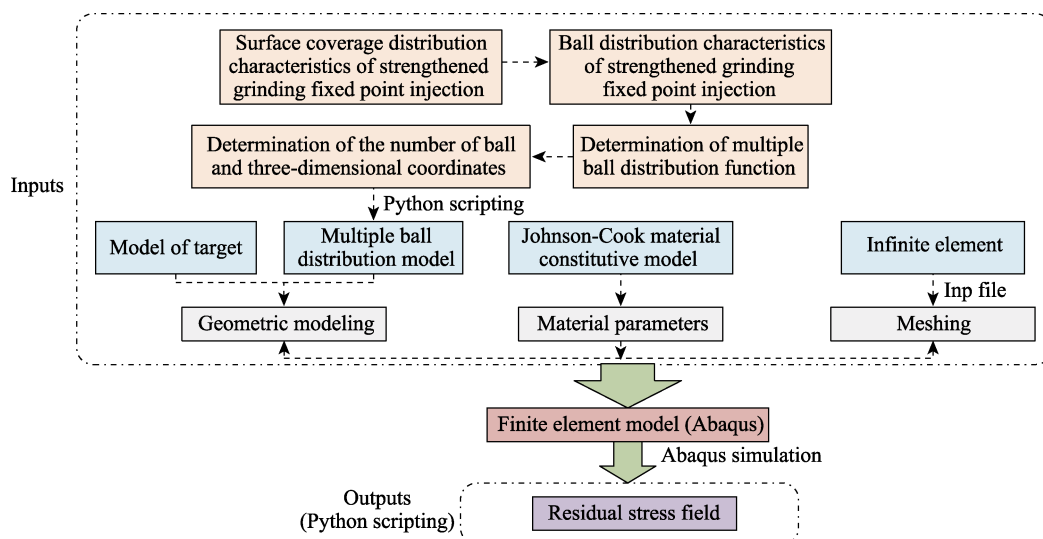 Surface coverage distribution
characteristics of strengthened
grinding fixed point injection
Ball distribution characteristics
of strengthened grinding
fixed point injection
Determination of the number of ball
and three-dimensional coordinates
Determination of multiple
ball distribution function
Inputs
Python scripting
Model of target
Multiple ball
distribution model
Johnson-Cook material
constitutive model
Infinite element
Inp file
Geometric modeling
Material parameters
Meshing
Finite element model (Abaqus)
Abaqus simulation
Outputs
(Python scripting)
Residual stress field